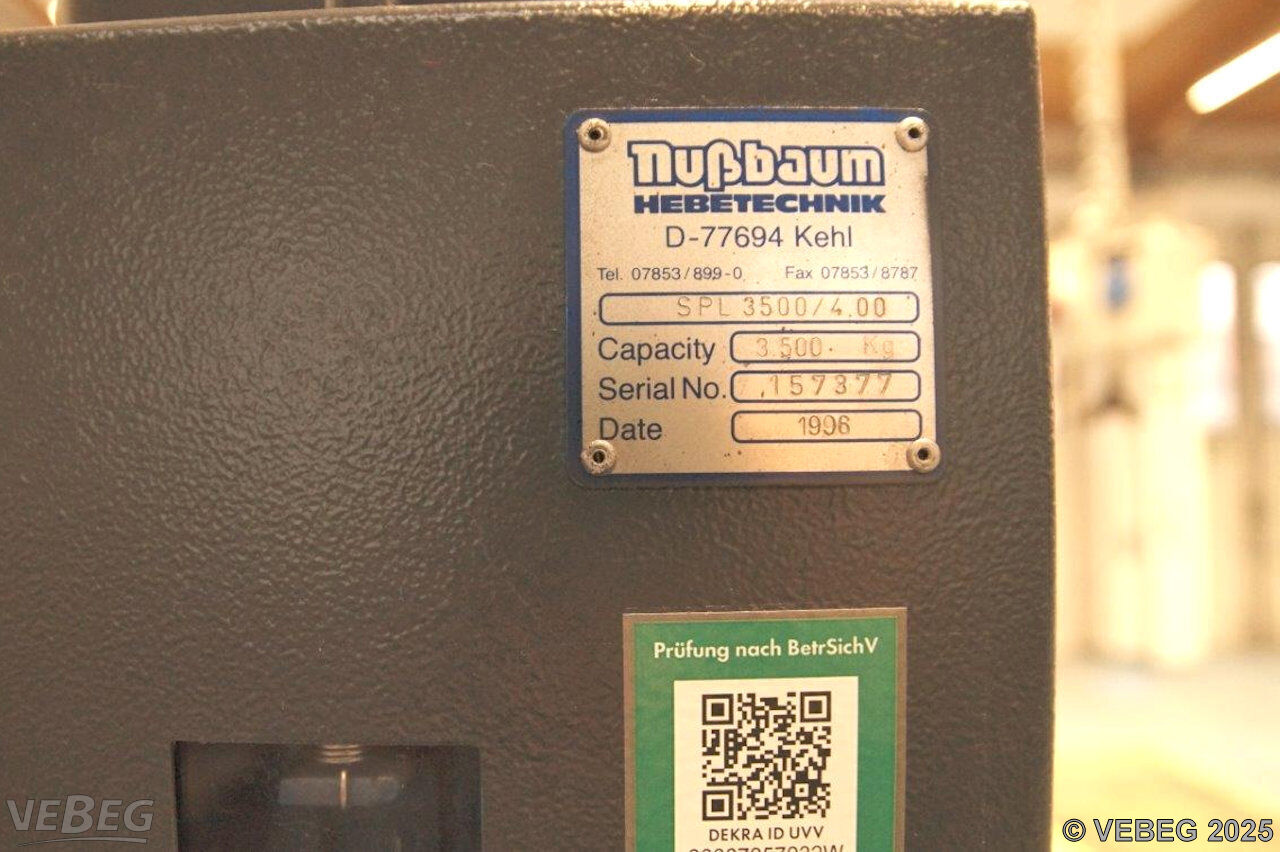 Nußbaum
HEBETECHNIK
D-77694 Kehl
Tel. 07853/899-0 Fax 07853/8787
SPL 3500/4.00
Capacity 3.500. Kg
Serial No. 157377
Date 1996
Prüfung nach BetrSichV
DEKRA ID UVV
VEBEG
© VEBEG 2025